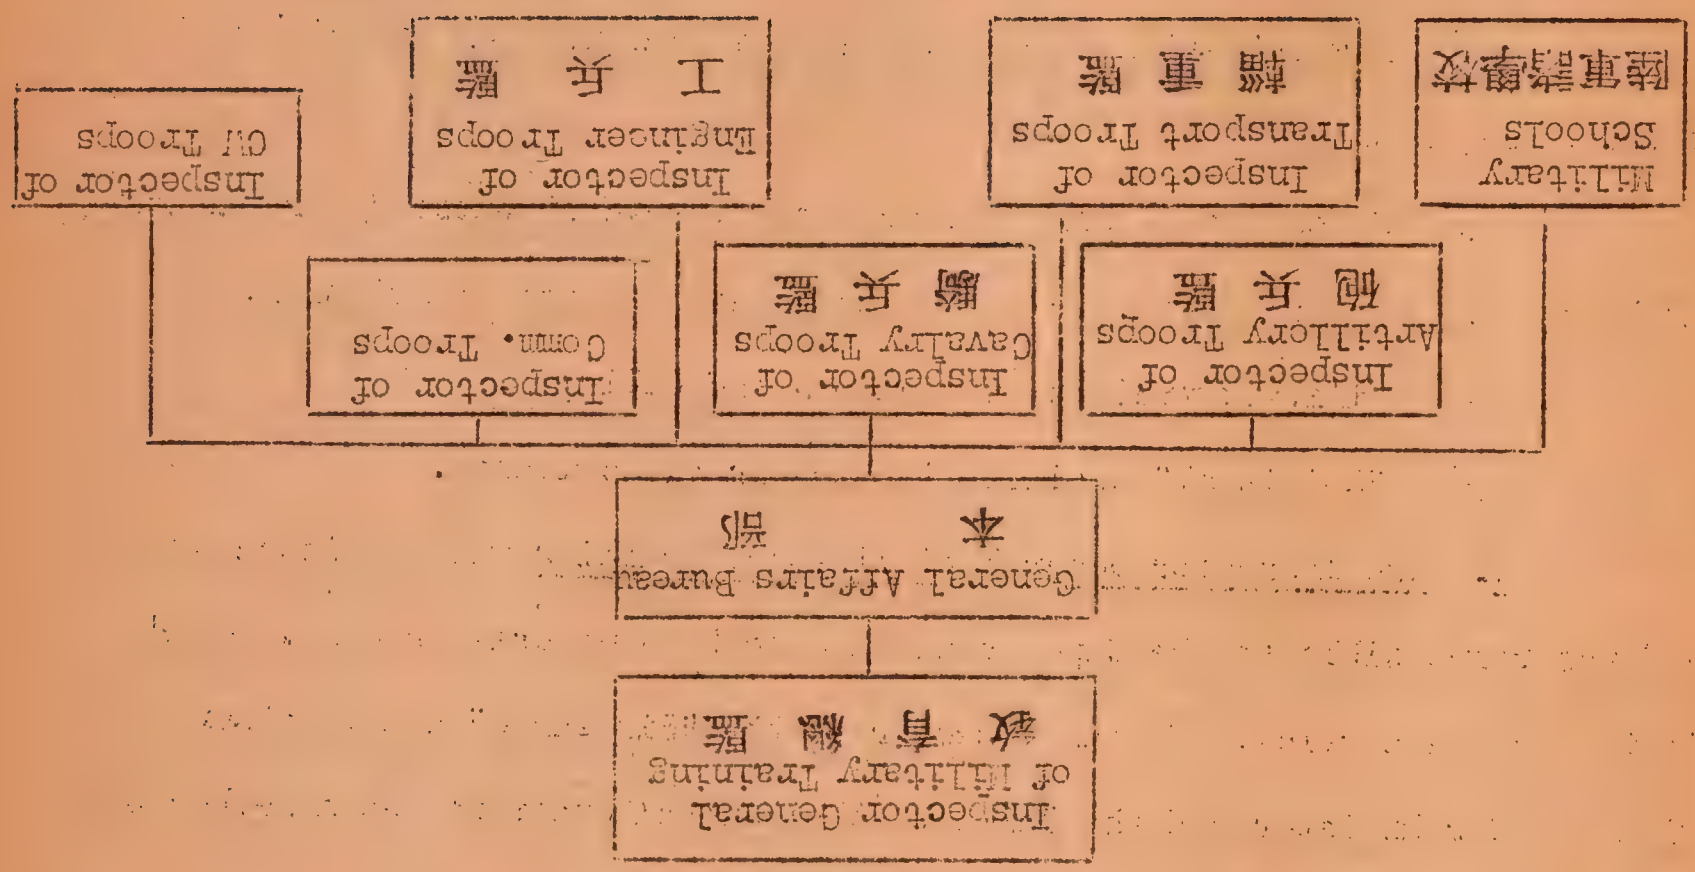 Inspector General
of Military Training
教育總監
General Affairs Bureau
本部
Inspector of
Artillery Troops
砲兵監
Inspector of
Cavalry Troops
騎兵監
Inspector of
Comm. Troops
Military
Schools
陸軍諸學校
Inspector of
Transport Troops
輜重監
Inspector of
Engineer Troops
工兵監
Inspector of
CW Troops